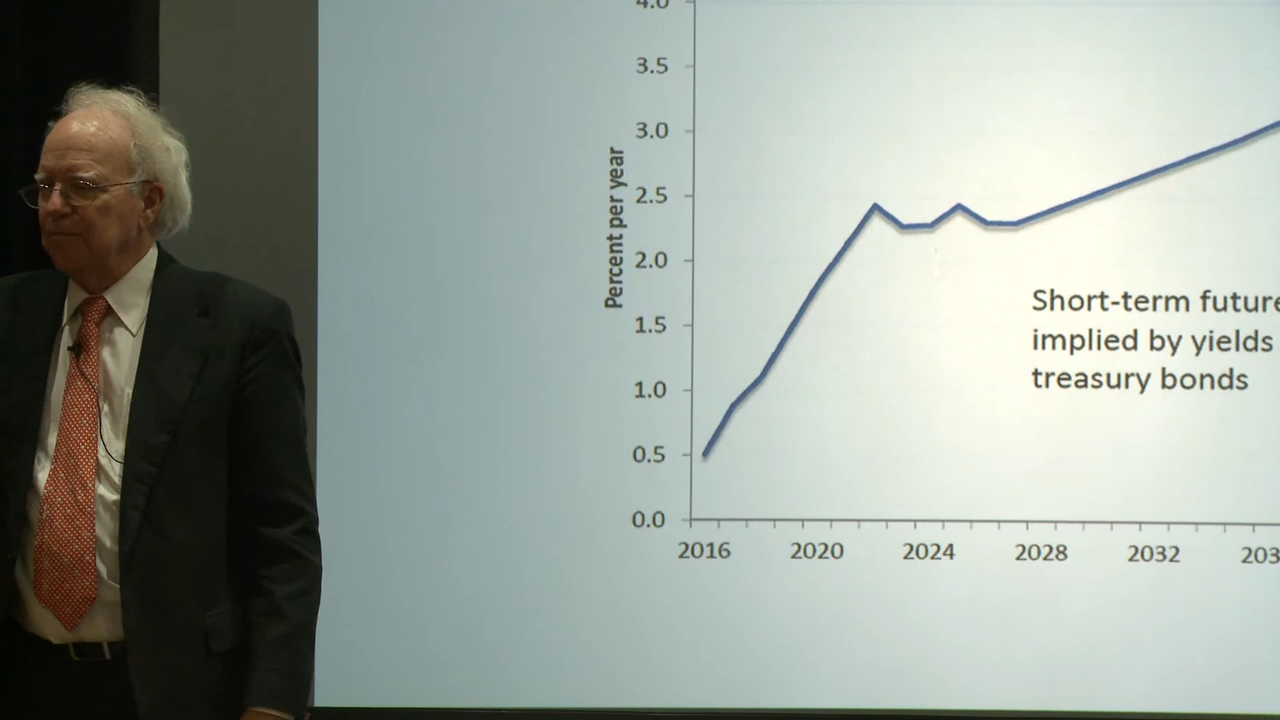 4.0
3.5
3.0
2.5
2.0
1.5
1.0
0.5
0.0
Percent per year
2016 2020 2024 2028 2032 203
Short-term future
implied by yields
treasury bonds